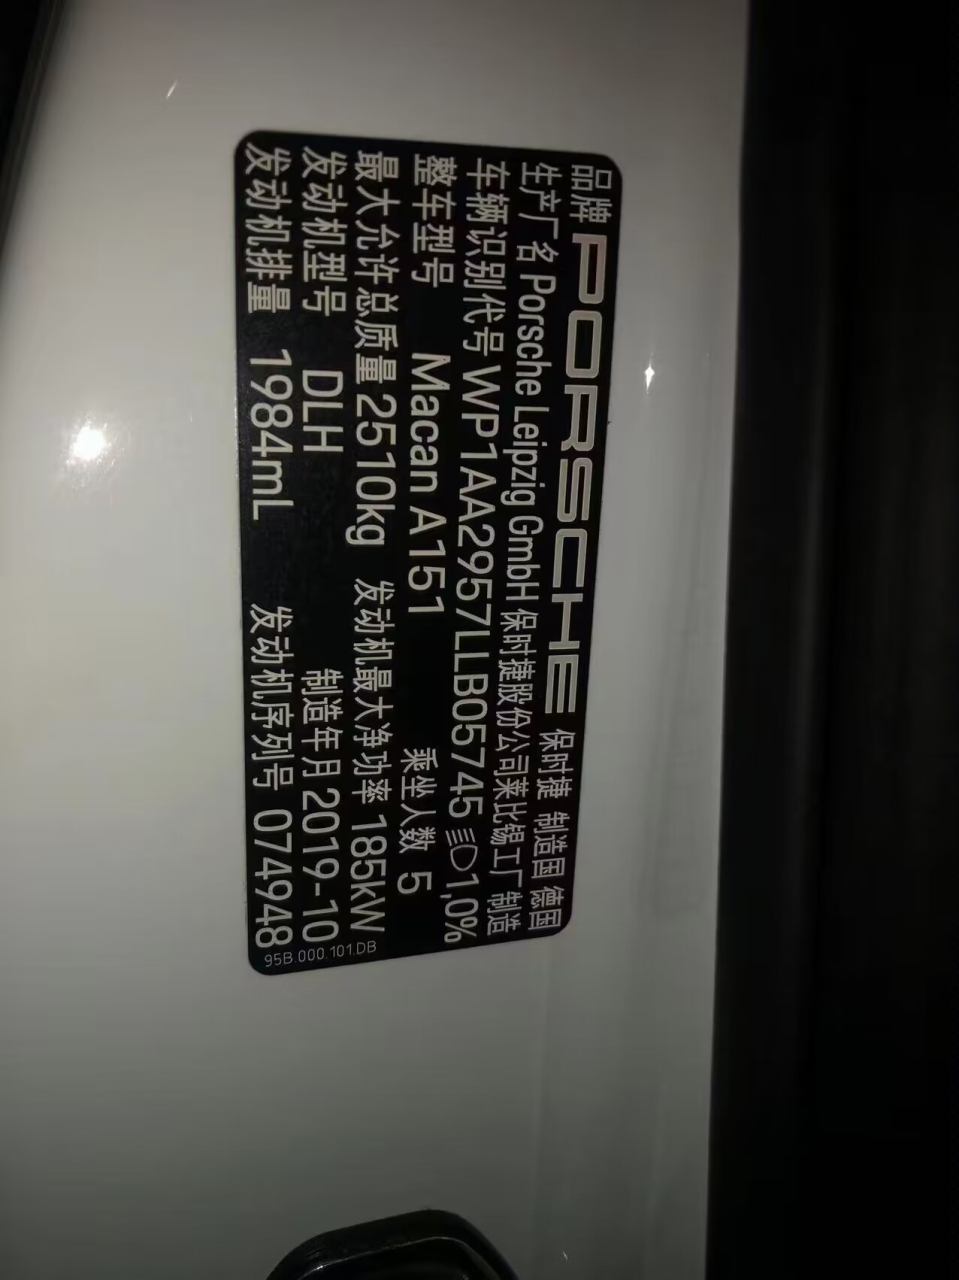 品牌 PORSCHE 保时捷 制造国 德国
生产厂名 Porsche Leipzig GmbH 保时捷股份公司莱比锡工厂 制造
车辆识别代号 WP1AA2957LLB05745 1,0%
整车型号 Macan A151 乘坐人数 5
最大允许总质量 2510kg 发动机最大净功率 185kW
发动机型号 DLH 制造年月 2019-10
发动机排量 1984mL 发动机序列号 074948
95B.000.101.DB